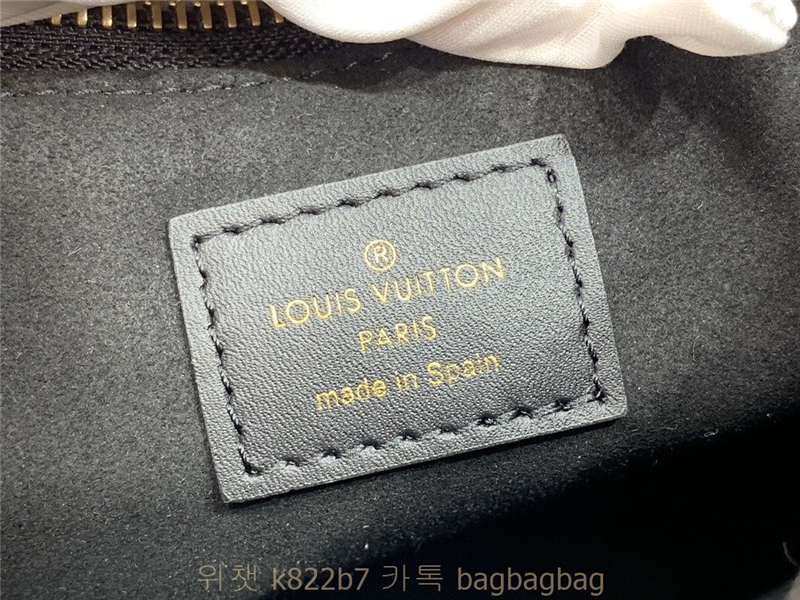 ®
LOUIS VUITTON
PARIS
made in Spain
위챗 k822b7 카톡 bagbagbag